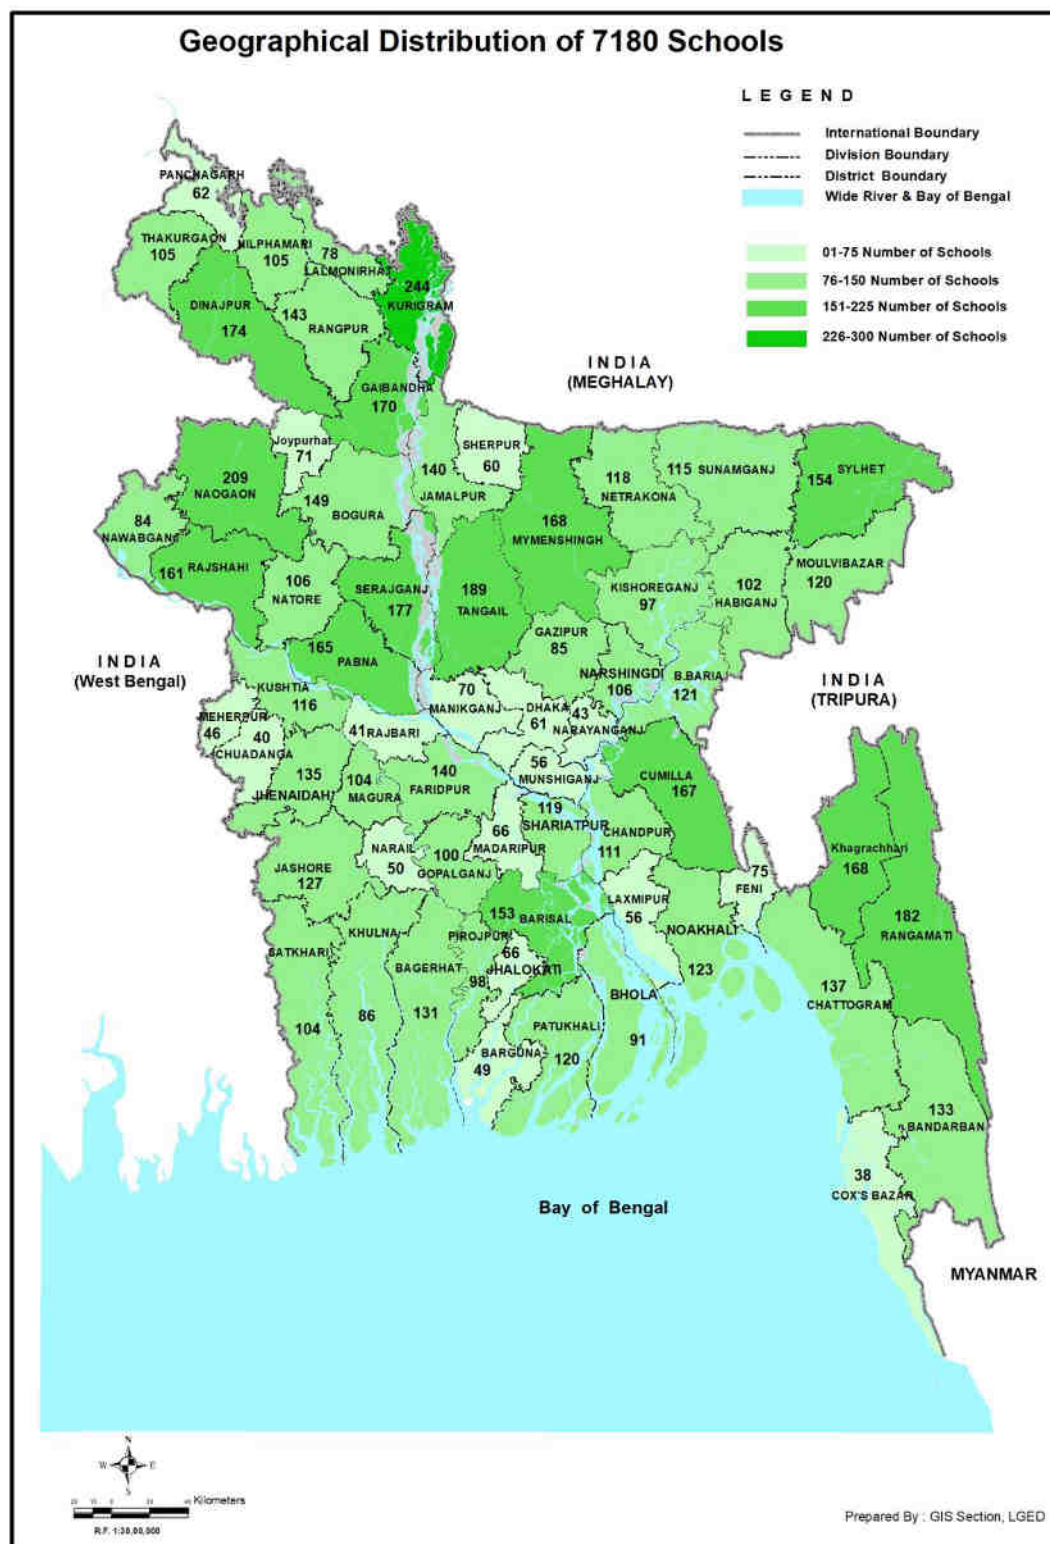 Geographical Distribution of 7180 Schools
L E G E N D
International Boundary
Division Boundary
District Boundary
Wide River & Bay of Bengal
01-75 Number of Schools
76-150 Number of Schools
151-225 Number of Schools
226-300 Number of Schools
PANCHAGARH
62
THAKURGAON
105
NILPHAMARI
105
78
LALMONIRHAT
244
KURIGRAM
DINAJPUR
174
143
RANGPUR
GAIBANDHA
170
INDIA
(MEGHALAY)
Joypurhat
71
SHERPUR
60
140
JAMALPUR
209
NAOGAON
149
BOGURA
168
MYMENSHINGH
118
NETRAKONA
115 SUNAMGANJ
SYLHET
154
84
NAWABGANJ
161 RAJSHAHI
106
NATORE
SERAJGANJ
177
189
TANGAIL
KISHOREGANJ
97
102
HABIGANJ
MOULVIBAZAR
120
165
PABNA
GAZIPUR
85
NARSHINGDI
106
B.BARIA
121
INDIA
(West Bengal)
INDIA
(TRIPURA)
KUSHTIA
116
70
MANIKGANJ
DHAKA
61
43
NARAYANGANJ
MEHERPUR
46
40
CHUADANGA
41 RAJBARI
56
MUNSHIGANJ
CUMILLA
167
135
JHENAIDAH
104
MAGURA
140
FARIDPUR
119
SHARIATPUR
CHANDPUR
111
66
MADARIPUR
NARAIL
50
100
GOPALGANJ
JASHORE
127
75
FENI
Khagrachhari
168
182
RANGAMATI
LAXMIPUR
56
NOAKHALI
123
153 BARISAL
PIROJPUR
98
66
JHALOKATI
SATKHARI
104
KHULNA
86
BAGERHAT
131
BHOLA
91
PATUKHALI
120
BARGUNA
49
137
CHATTOGRAM
133
BANDARBAN
38
COX'S BAZAR
Bay of Bengal
MYANMAR
N
W E
S
Kilometers
R.F. 1:30,00,000
Prepared By : GIS Section, LGED